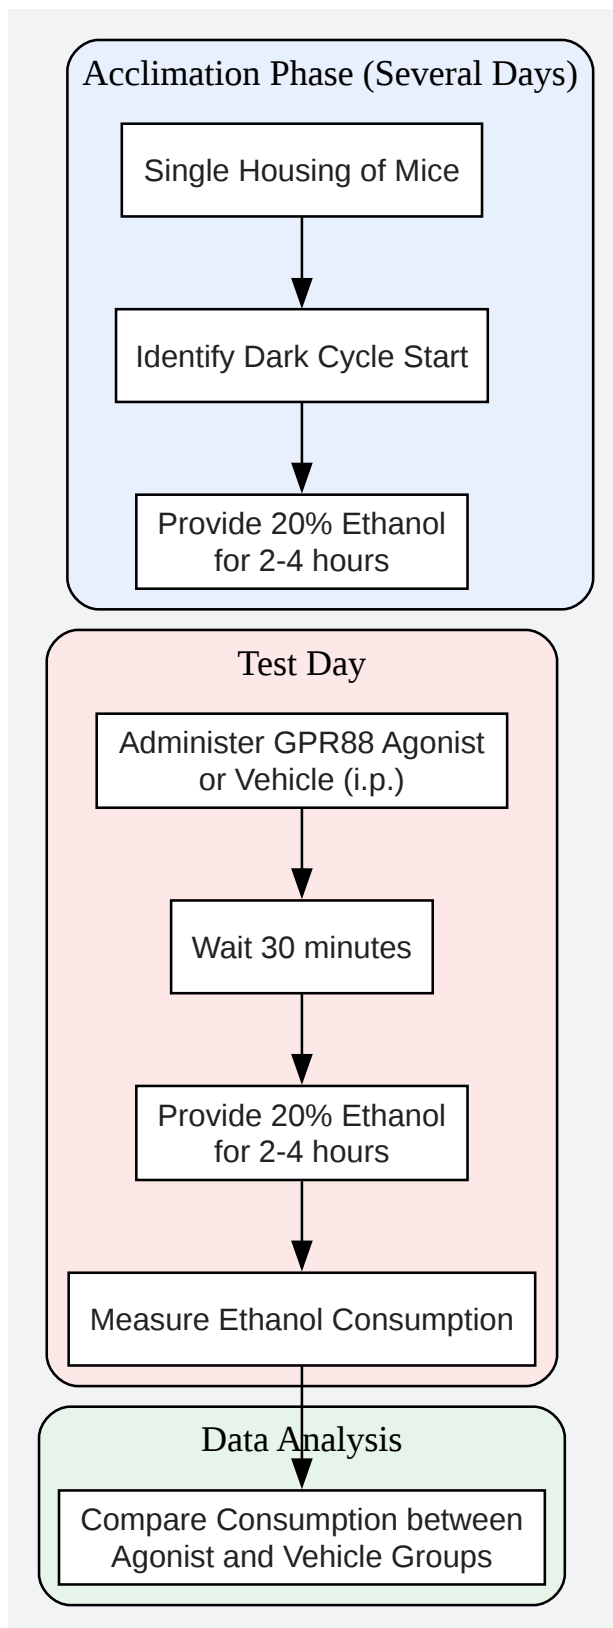 Acclimation Phase (Several Days)
Single Housing of Mice
Identify Dark Cycle Start
Provide 20% Ethanol
for 2-4 hours
Test Day
Administer GPR88 Agonist
or Vehicle (i.p.)
Wait 30 minutes
Provide 20% Ethanol
for 2-4 hours
Measure Ethanol Consumption
Data Analysis
Compare Consumption between
Agonist and Vehicle Groups